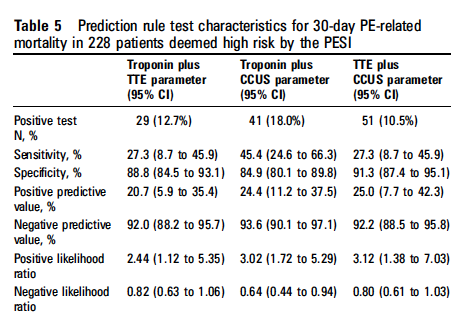 Table 5 Prediction rule test characteristics for 30-day PE-related
mortality in 228 patients deemed high risk by the PESI
Troponin plus TTE parameter (95% CI) Troponin plus CCUS parameter (95% CI) TTE plus CCUS parameter (95% CI)
Positive test N, % 29 (12.7%) 41 (18.0%) 51 (10.5%)
Sensitivity, % 27.3 (8.7 to 45.9) 45.4 (24.6 to 66.3) 27.3 (8.7 to 45.9)
Specificity, % 88.8 (84.5 to 93.1) 84.9 (80.1 to 89.8) 91.3 (87.4 to 95.1)
Positive predictive value, % 20.7 (5.9 to 35.4) 24.4 (11.2 to 37.5) 25.0 (7.7 to 42.3)
Negative predictive value, % 92.0 (88.2 to 95.7) 93.6 (90.1 to 97.1) 92.2 (88.5 to 95.8)
Positive likelihood ratio 2.44 (1.12 to 5.35) 3.02 (1.72 to 5.29) 3.12 (1.38 to 7.03)
Negative likelihood ratio 0.82 (0.63 to 1.06) 0.64 (0.44 to 0.94) 0.80 (0.61 to 1.03)